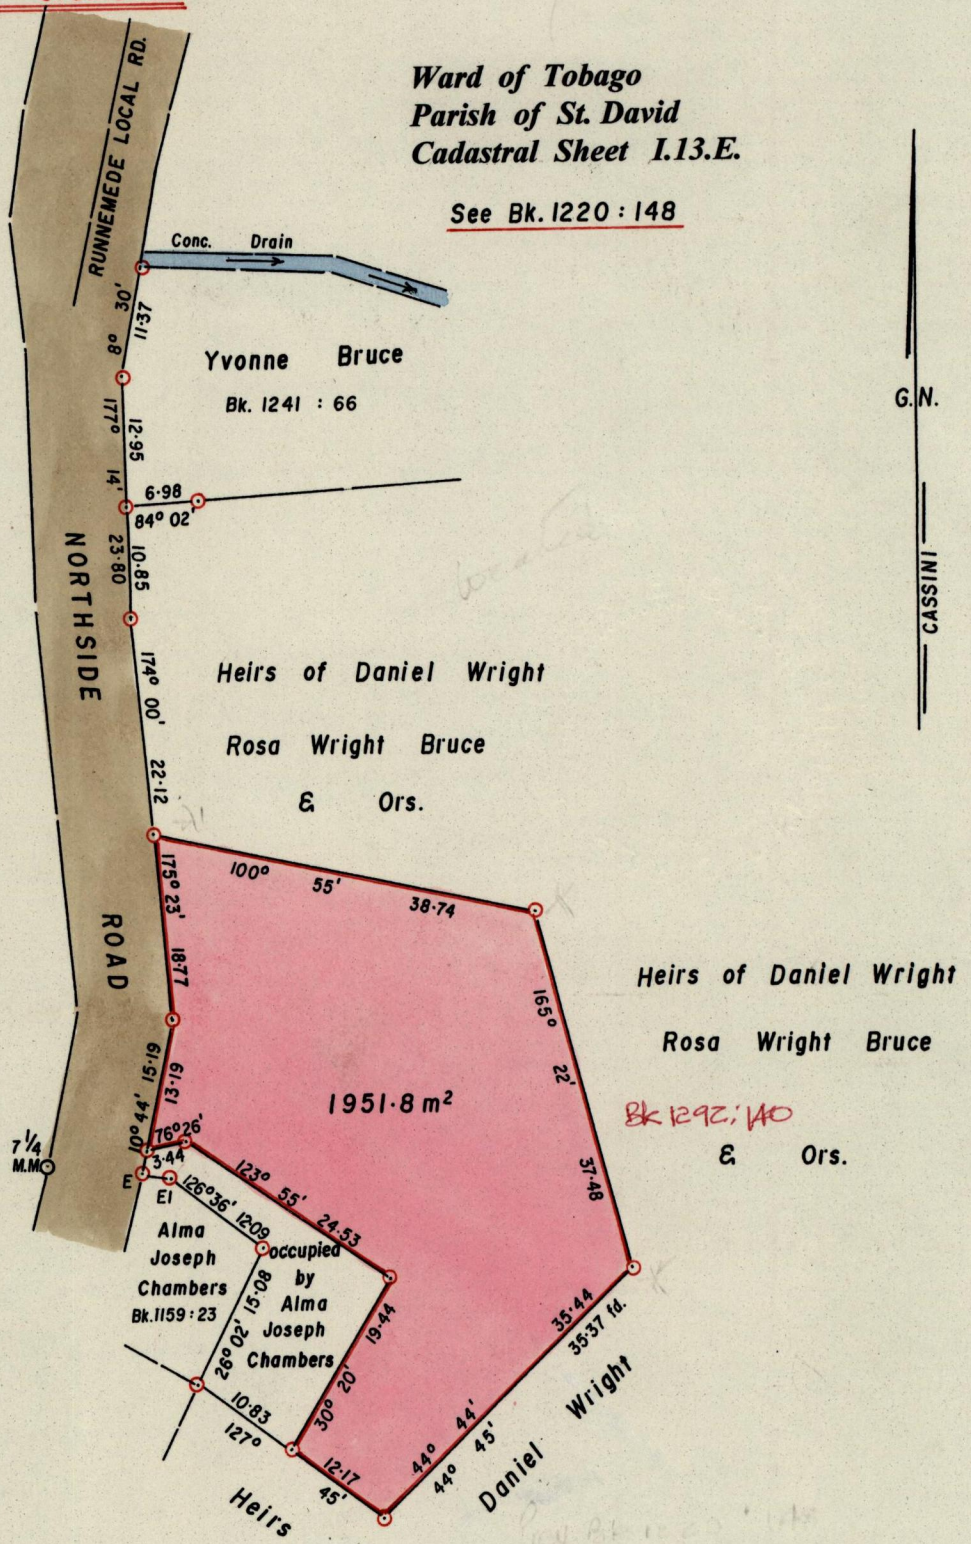 Ward of Tobago
Parish of St. David
Cadastral Sheet I.13.E.
See Bk. 1220 : 148
RUNNEMEDE LOCAL RD.
Conc. Drain
8° 30'
11·37
Yvonne Bruce
Bk. 1241 : 66
G.N.
CASSINI
177° 14'
12·95
6·98
84° 02'
23·80
10·85
NORTHSIDE
ROAD
174° 00'
22·12
Heirs of Daniel Wright
Rosa Wright Bruce
& Ors.
100° 55' 38·74
175° 23'
18·77
165° 22' 37·48
Heirs of Daniel Wright
Rosa Wright Bruce
Bk 1292:140
& Ors.
1951·8 m²
10° 44' 15·19
13·19
76° 26'
3·44
7 1/4
M.M
E
E1
123° 55' 24·53
126° 36' 12·09
Alma
Joseph
Chambers
Bk.1159 : 23
occupied
by
Alma
Joseph
Chambers
26° 02' 15·08
30° 20' 19·44
44° 44' 35·44
44° 45' 35·37 fd.
10·83
127° 45'
12·17
Heirs
Daniel Wright